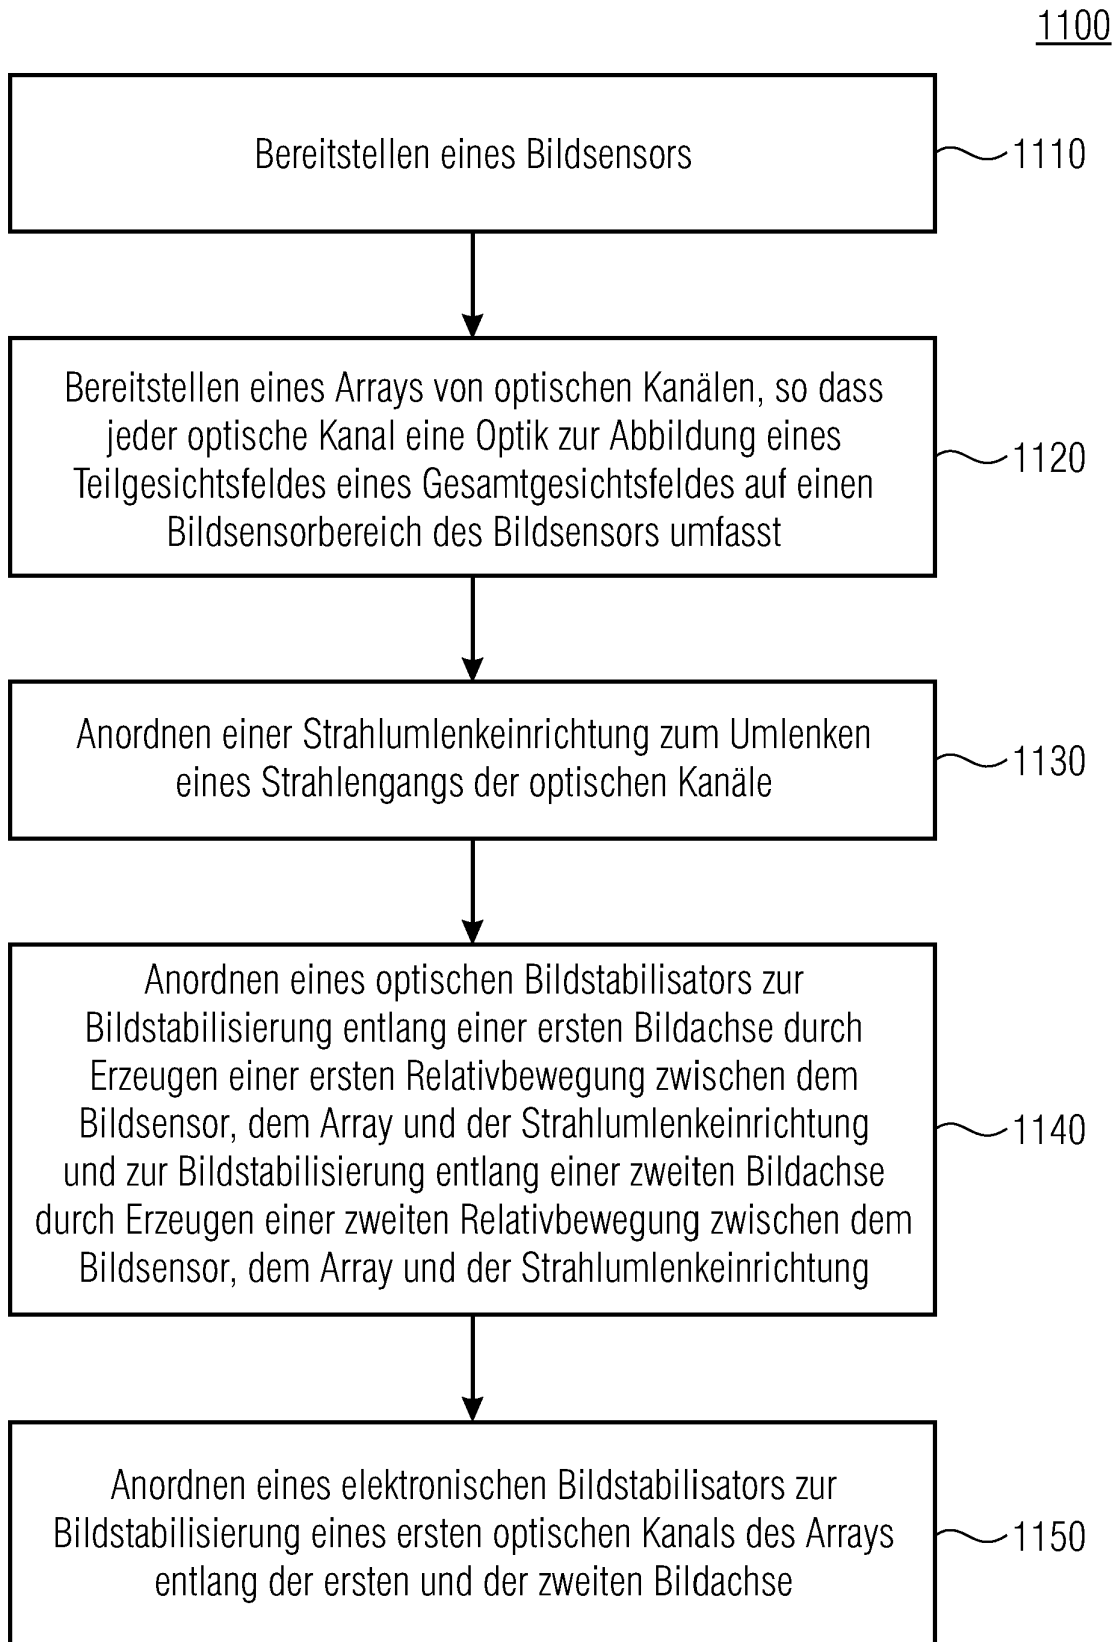 1100
Bereitstellen eines Bildsensors
1110
Bereitstellen eines Arrays von optischen Kanälen, so dass
jeder optische Kanal eine Optik zur Abbildung eines
Teilgesichtsfeldes eines Gesamtgesichtsfeldes auf einen
Bildsensorbereich des Bildsensors umfasst
1120
Anordnen einer Strahlumlenkeinrichtung zum Umlenken
eines Strahlengangs der optischen Kanäle
1130
Anordnen eines optischen Bildstabilisators zur
Bildstabilisierung entlang einer ersten Bildachse durch
Erzeugen einer ersten Relativbewegung zwischen dem
Bildsensor, dem Array und der Strahlumlenkeinrichtung
und zur Bildstabilisierung entlang einer zweiten Bildachse
durch Erzeugen einer zweiten Relativbewegung zwischen dem
Bildsensor, dem Array und der Strahlumlenkeinrichtung
1140
Anordnen eines elektronischen Bildstabilisators zur
Bildstabilisierung eines ersten optischen Kanals des Arrays
entlang der ersten und der zweiten Bildachse
1150